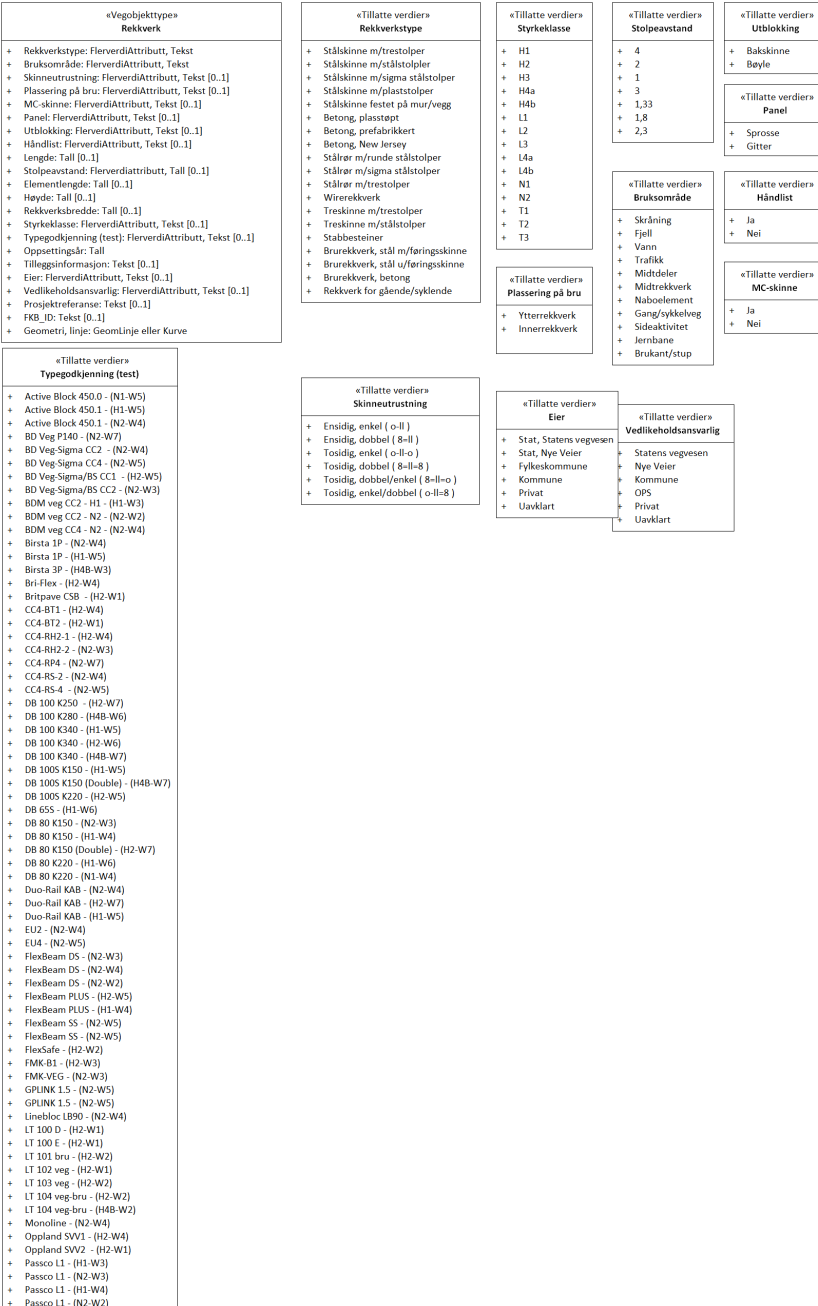 «Vegobjekttype»
Rekkverk
+ Rekkverkstype: FlerverdiAttributt, Tekst
+ Bruksområde: FlerverdiAttributt, Tekst
+ Skinneutrustning: FlerverdiAttributt, Tekst [0..1]
+ Plassering på bru: FlerverdiAttributt, Tekst [0..1]
+ MC-skinne: FlerverdiAttributt, Tekst [0..1]
+ Panel: FlerverdiAttributt, Tekst [0..1]
+ Utblokking: FlerverdiAttributt, Tekst [0..1]
+ Håndlist: FlerverdiAttributt, Tekst [0..1]
+ Lengde: Tall [0..1]
+ Stolpeavstand: Flerverdiattributt, Tall [0..1]
+ Elementlengde: Tall [0..1]
+ Høyde: Tall [0..1]
+ Rekkverksbredde: Tall [0..1]
+ Styrkeklasse: FlerverdiAttributt, Tekst [0..1]
+ Typegodkjenning (test): FlerverdiAttributt, Tekst [0..1]
+ Oppsettingsår: Tall
+ Tilleggsinformasjon: Tekst [0..1]
+ Eier: FlerverdiAttributt, Tekst [0..1]
+ Vedlikeholdsansvarlig: FlerverdiAttributt, Tekst [0..1]
+ Prosjektreferanse: Tekst [0..1]
+ FKB_ID: Tekst [0..1]
+ Geometri, linje: GeomLinje eller Kurve
«Tillatte verdier»
Rekkverkstype
+ Stålskinne m/trestolper
+ Stålskinne m/stålstolpler
+ Stålskinne m/sigma stålstolper
+ Stålskinne m/plaststolper
+ Stålskinne festet på mur/vegg
+ Betong, plasstøpt
+ Betong, prefabrikkert
+ Betong, New Jersey
+ Stålrør m/runde stålstolper
+ Stålrør m/sigma stålstolper
+ Stålrør m/trestolper
+ Wirerekkverk
+ Treskinne m/trestolper
+ Treskinne m/stålstolper
+ Stabbesteiner
+ Brurekkverk, stål m/føringsskinne
+ Brurekkverk, stål u/føringsskinne
+ Brurekkverk, betong
+ Rekkverk for gående/syklende
«Tillatte verdier»
Styrkeklasse
+ H1
+ H2
+ H3
+ H4a
+ H4b
+ L1
+ L2
+ L3
+ L4a
+ L4b
+ N1
+ N2
+ T1
+ T2
+ T3
«Tillatte verdier»
Stolpeavstand
+ 4
+ 2
+ 1
+ 3
+ 1,33
+ 1,8
+ 2,3
«Tillatte verdier»
Utblokking
+ Bakskinne
+ Bøyle
«Tillatte verdier»
Panel
+ Sprosse
+ Gitter
«Tillatte verdier»
Bruksområde
+ Skråning
+ Fjell
+ Vann
+ Trafikk
+ Midtdeler
+ Midtrekkverk
+ Naboelement
+ Gang/sykkelveg
+ Sideaktivitet
+ Jernbane
+ Brukant/stup
«Tillatte verdier»
Håndlist
+ Ja
+ Nei
«Tillatte verdier»
Plassering på bru
+ Ytterrekkverk
+ Innerrekkverk
«Tillatte verdier»
MC-skinne
+ Ja
+ Nei
«Tillatte verdier»
Typegodkjenning (test)
+ Active Block 450.0 - (N1-W5)
+ Active Block 450.1 - (H1-W5)
+ Active Block 450.1 - (N2-W4)
+ BD Veg P140 - (N2-W7)
+ BD Veg-Sigma CC2 - (N2-W4)
+ BD Veg-Sigma CC4 - (N2-W5)
+ BD Veg-Sigma/BS CC1 - (H2-W5)
+ BD Veg-Sigma/BS CC2 - (N2-W3)
+ BDM veg CC2 - H1 - (H1-W3)
+ BDM veg CC2 - N2 - (N2-W2)
+ BDM veg CC4 - N2 - (N2-W4)
+ Birsta 1P - (N2-W4)
+ Birsta 1P - (H1-W5)
+ Birsta 3P - (H4B-W3)
+ Bri-Flex - (H2-W4)
+ Britpave CSB - (H2-W1)
+ CC4-BT1 - (H2-W4)
+ CC4-BT2 - (H2-W1)
+ CC4-RH2-1 - (H2-W4)
+ CC4-RH2-2 - (N2-W3)
+ CC4-RP4 - (N2-W7)
+ CC4-RS-2 - (N2-W4)
+ CC4-RS-4 - (N2-W5)
+ DB 100 K250 - (H2-W7)
+ DB 100 K280 - (H4B-W6)
+ DB 100 K340 - (H1-W5)
+ DB 100 K340 - (H2-W6)
+ DB 100 K340 - (H4B-W7)
+ DB 100S K150 - (H1-W5)
+ DB 100S K150 (Double) - (H4B-W7)
+ DB 100S K220 - (H2-W5)
+ DB 65S - (H1-W6)
+ DB 80 K150 - (N2-W3)
+ DB 80 K150 - (H1-W4)
+ DB 80 K150 (Double) - (H2-W7)
+ DB 80 K220 - (H1-W6)
+ DB 80 K220 - (N1-W4)
+ Duo-Rail KAB - (N2-W4)
+ Duo-Rail KAB - (H2-W7)
+ Duo-Rail KAB - (H1-W5)
+ EU2 - (N2-W4)
+ EU4 - (N2-W5)
+ FlexBeam DS - (N2-W3)
+ FlexBeam DS - (N2-W4)
+ FlexBeam DS - (N2-W2)
+ FlexBeam PLUS - (H2-W5)
+ FlexBeam PLUS - (H1-W4)
+ FlexBeam SS - (N2-W5)
+ FlexBeam SS - (N2-W5)
+ FlexSafe - (H2-W2)
+ FMK-B1 - (H2-W3)
+ FMK-VEG - (N2-W3)
+ GPLINK 1.5 - (N2-W5)
+ GPLINK 1.5 - (N2-W5)
+ Linebloc LB90 - (N2-W4)
+ LT 100 D - (H2-W1)
+ LT 100 E - (H2-W1)
+ LT 101 bru - (H2-W2)
+ LT 102 veg - (H2-W1)
+ LT 103 veg - (H2-W2)
+ LT 104 veg-bru - (H2-W2)
+ LT 104 veg-bru - (H4B-W2)
+ Monoline - (N2-W4)
+ Oppland SVV1 - (H2-W4)
+ Oppland SVV2 - (H2-W1)
+ Passco L1 - (H1-W3)
+ Passco L1 - (N2-W3)
+ Passco L1 - (H1-W4)
+ Passco L1 - (N2-W2)
«Tillatte verdier»
Skinneutrustning
+ Ensidig, enkel ( o-ll )
+ Ensidig, dobbel ( 8=ll )
+ Tosidig, enkel ( o-ll-o )
+ Tosidig, dobbel ( 8=ll=8 )
+ Tosidig, dobbel/enkel ( 8=ll=o )
+ Tosidig, enkel/dobbel ( o-ll=8 )
«Tillatte verdier»
Eier
+ Stat, Statens vegvesen
+ Stat, Nye Veier
+ Fylkeskommune
+ Kommune
+ Privat
+ Uavklart
«Tillatte verdier»
Vedlikeholdsansvarlig
+ Statens vegvesen
+ Nye Veier
+ Kommune
+ OPS
+ Privat
+ Uavklart